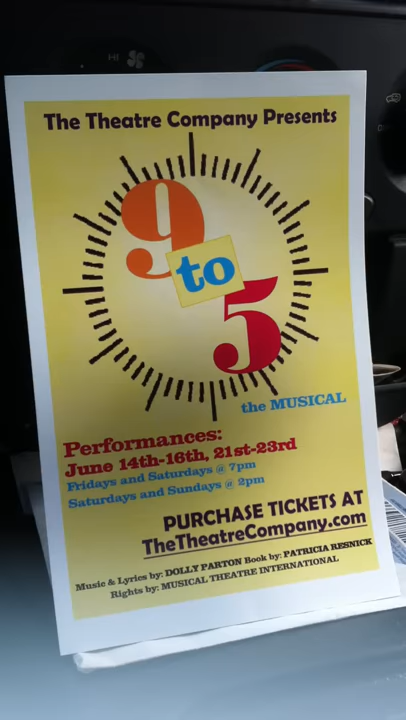 HI
The Theatre Company Presents
9
to
5
the MUSICAL
Performances:
June 14th-16th, 21st-23rd
Fridays and Saturdays @ 7pm
Saturdays and Sundays @ 2pm
PURCHASE TICKETS AT
TheTheatreCompany.com
Music & Lyrics by: DOLLY PARTON Book by: PATRICIA RESNICK
Rights by: MUSICAL THEATRE INTERNATIONAL